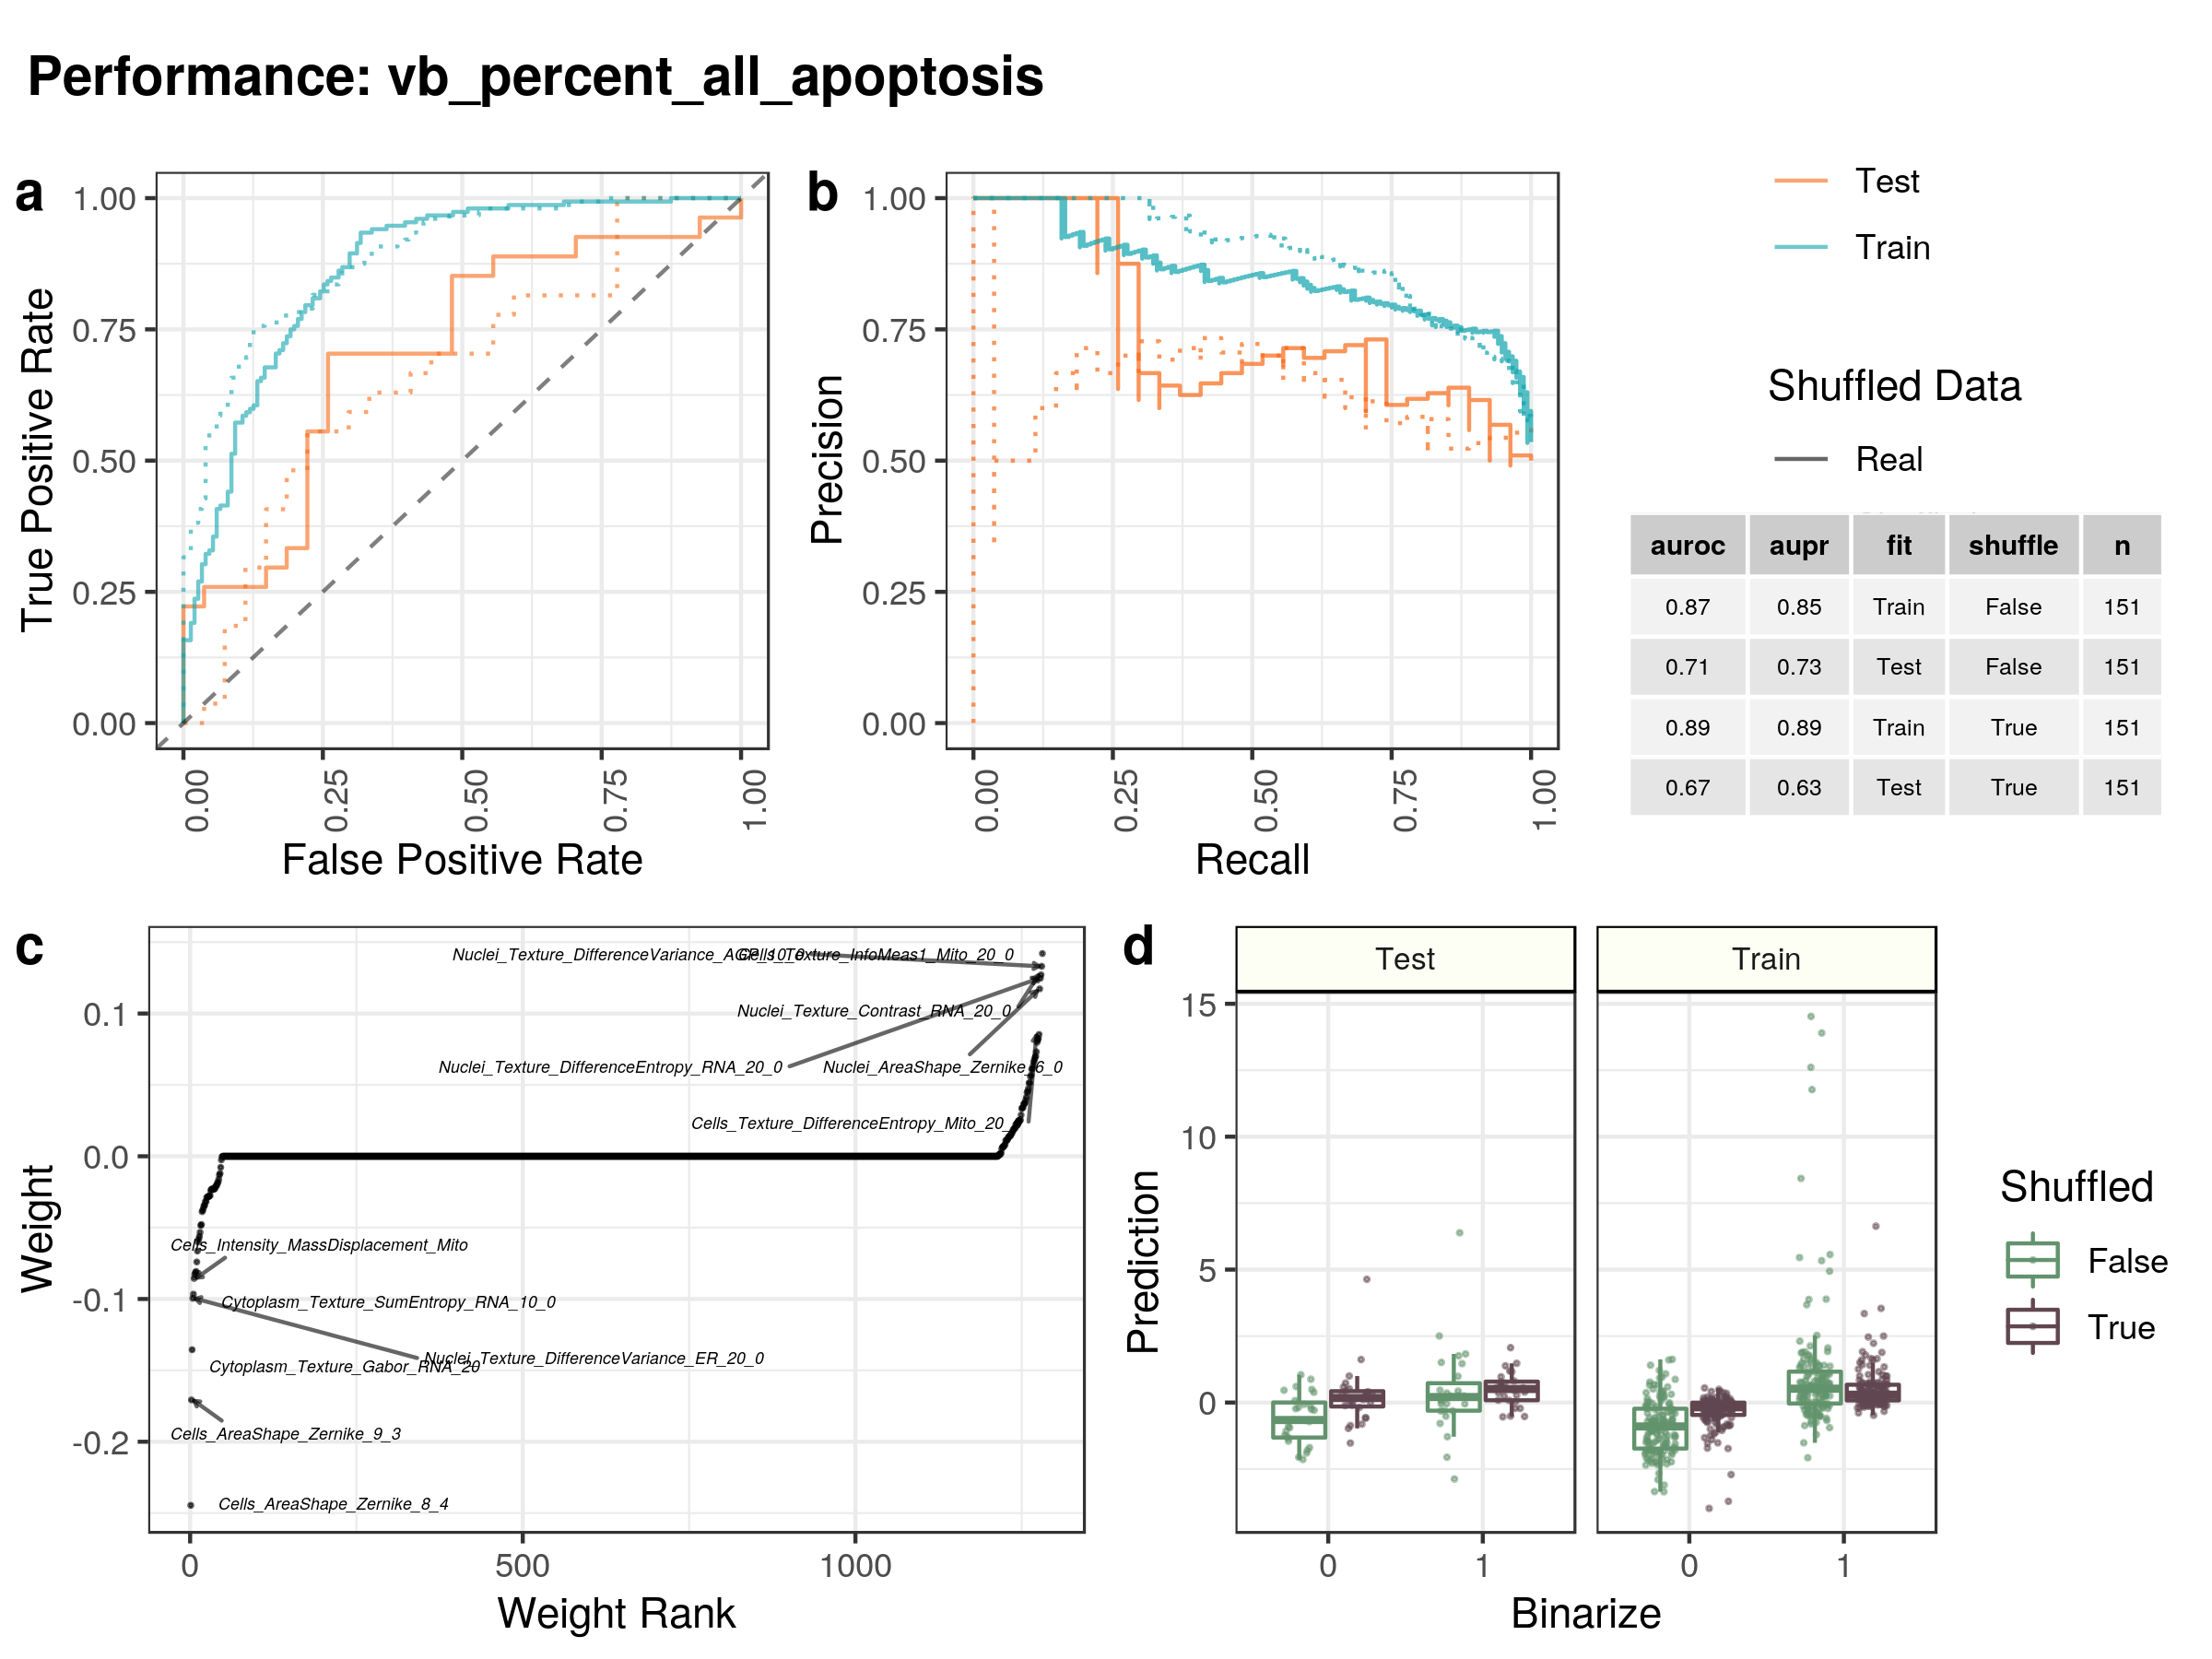 Performance: vb_percent_all_apoptosis
a
1.00
0.75
0.50
0.25
0.00
True Positive Rate
0.00
0.25
0.50
0.75
1.00
False Positive Rate
b
1.00
0.75
0.50
0.25
0.00
Precision
0.00
0.25
0.50
0.75
1.00
Recall
Test
Train
Shuffled Data
Real
auroc aupr fit shuffle n
0.87 0.85 Train False 151
0.71 0.73 Test False 151
0.89 0.89 Train True 151
0.67 0.63 Test True 151
c
0.1
0.0
-0.1
-0.2
Weight
Nuclei_Texture_DifferenceVariance_AGP_10_0
Cells_Texture_InfoMeas1_Mito_20_0
Nuclei_Texture_Contrast_RNA_20_0
Nuclei_Texture_DifferenceEntropy_RNA_20_0
Nuclei_AreaShape_Zernike_6_0
Cells_Texture_DifferenceEntropy_Mito_20_
Cells_Intensity_MassDisplacement_Mito
Cytoplasm_Texture_SumEntropy_RNA_10_0
Nuclei_Texture_DifferenceVariance_ER_20_0
Cytoplasm_Texture_Gabor_RNA_20
Cells_AreaShape_Zernike_9_3
Cells_AreaShape_Zernike_8_4
0
500
1000
Weight Rank
d
Test
Train
15
10
5
0
Prediction
0
1
0
1
Binarize
Shuffled
False
True